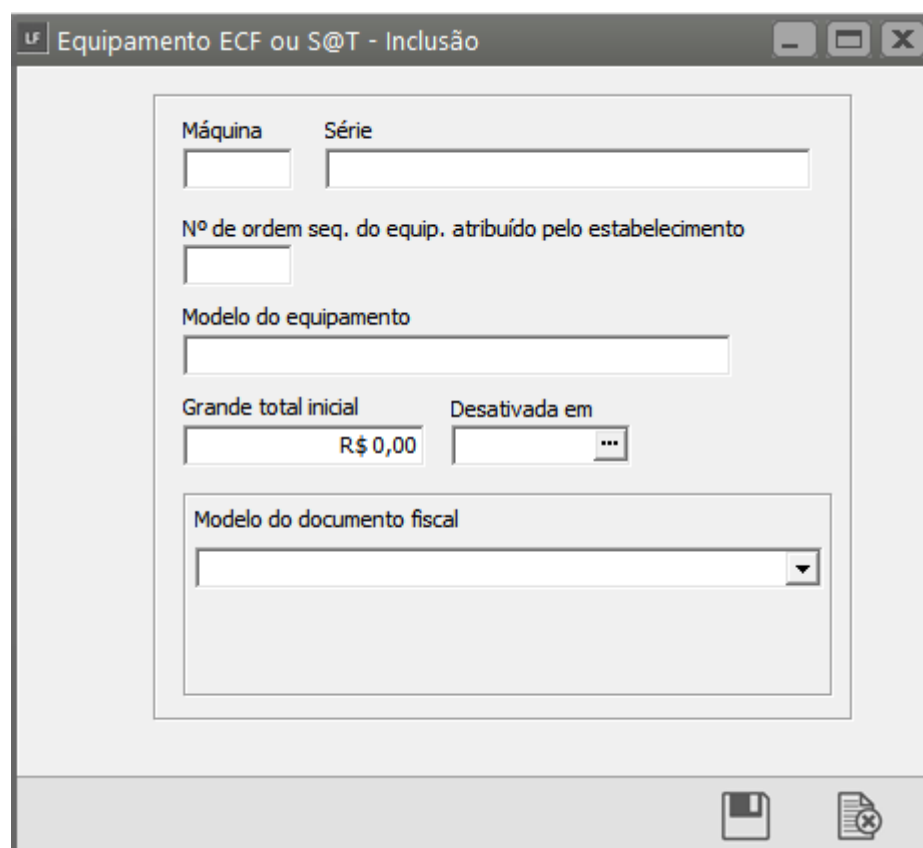 LF Equipamento ECF ou S@T - Inclusão
Máquina Série
Nº de ordem seq. do equip. atribuído pelo estabelecimento
Modelo do equipamento
Grande total inicial Desativada em
R$ 0,00 ...
Modelo do documento fiscal